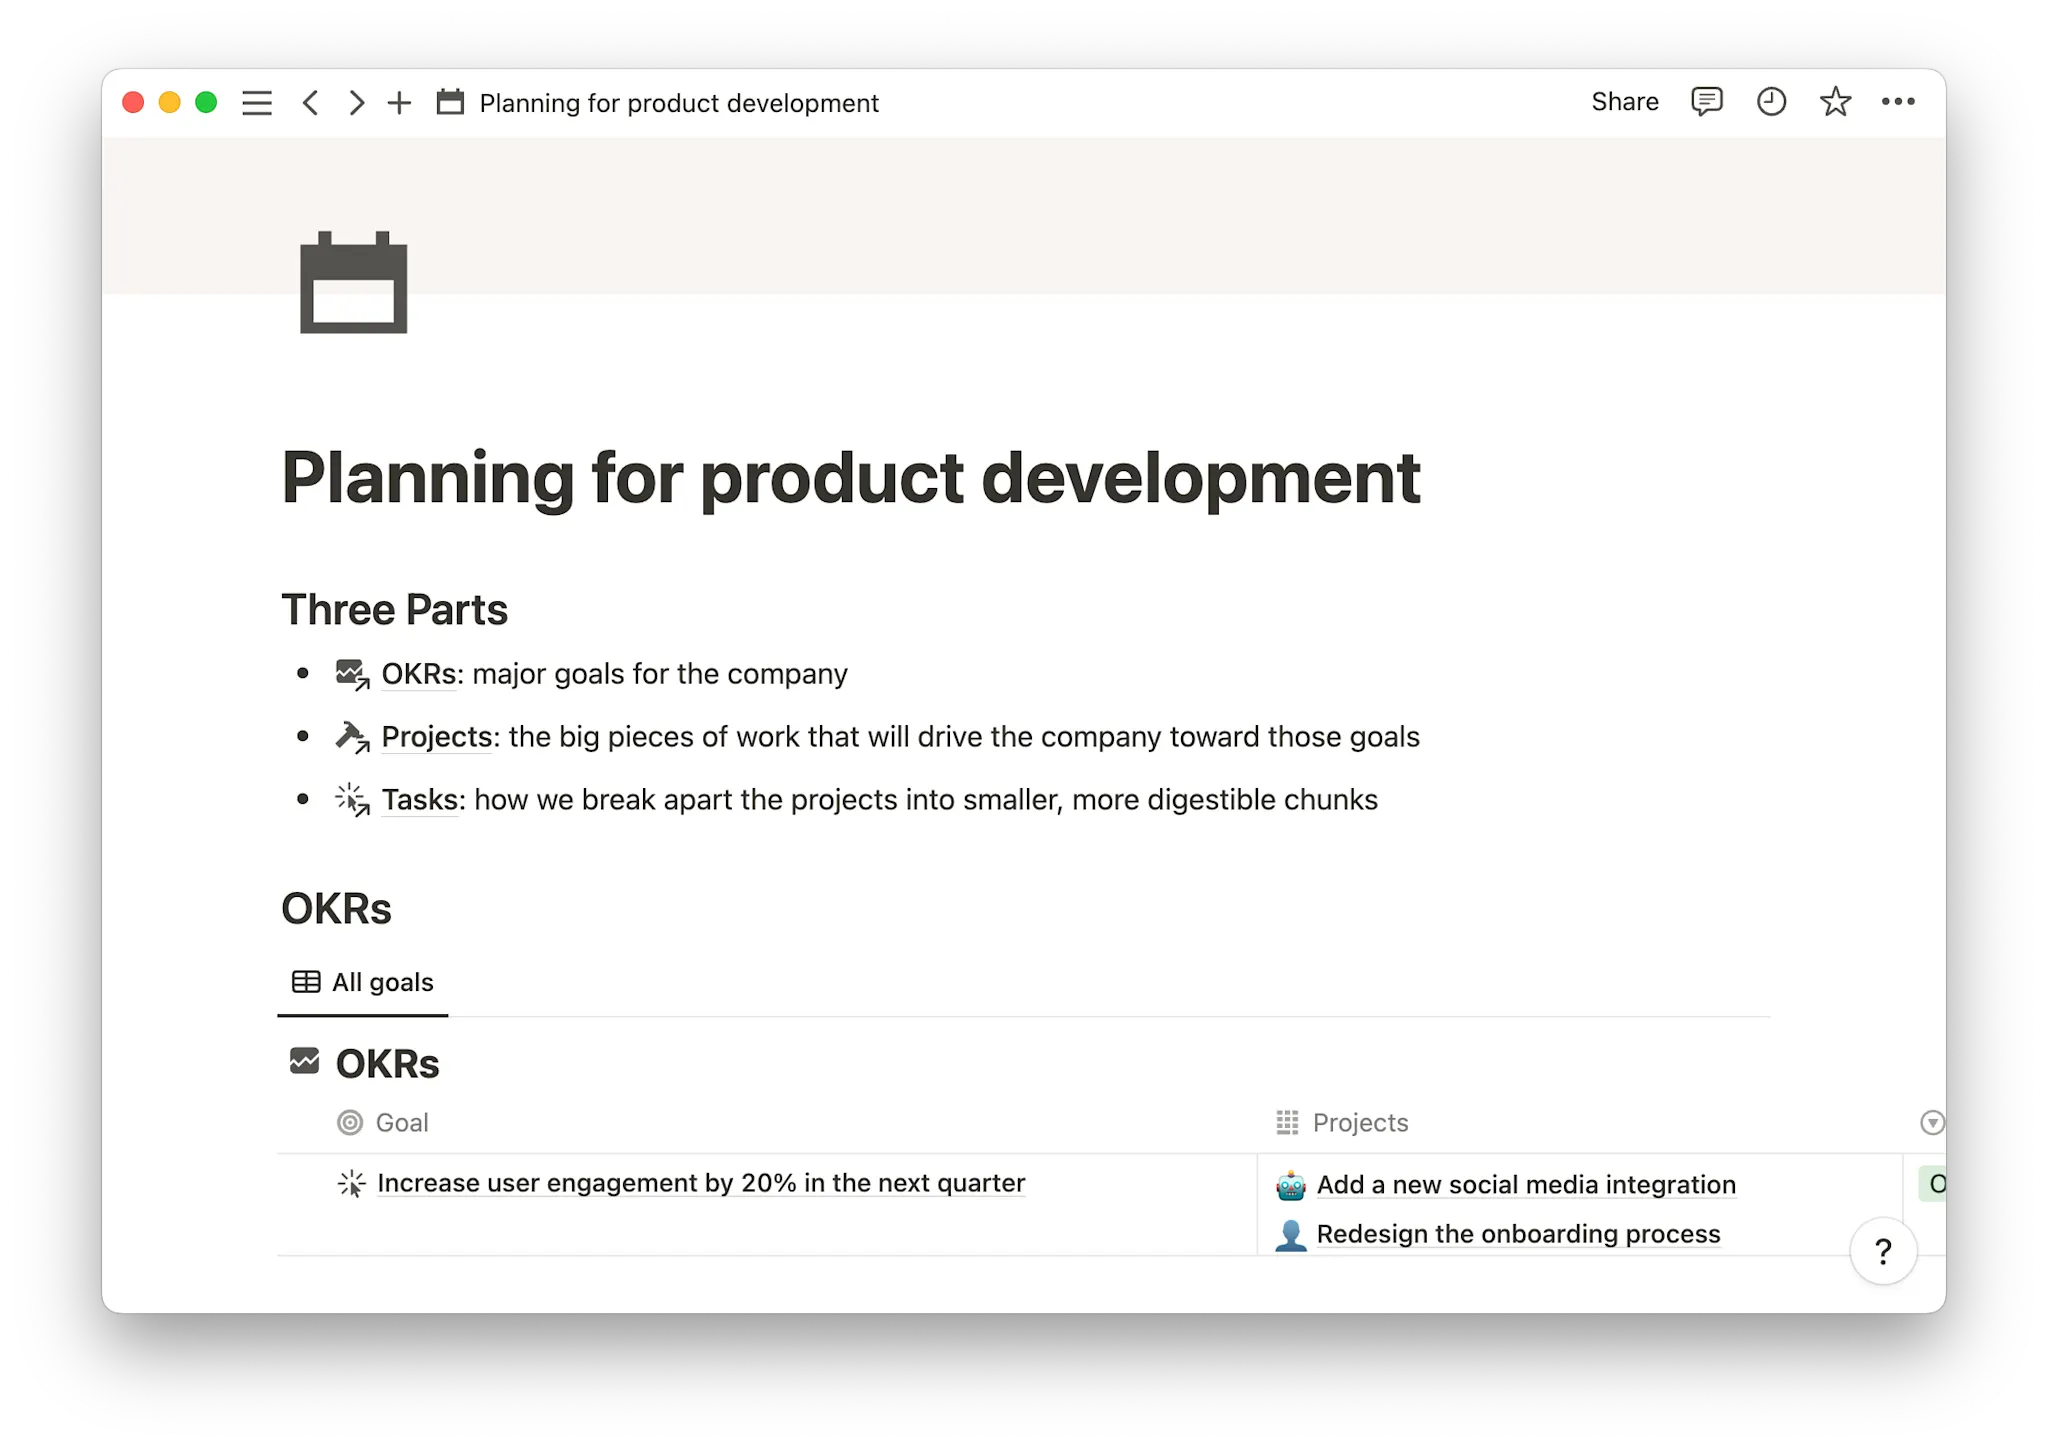 Planning for product development
Share
Planning for product development
Three Parts
• OKRs: major goals for the company
• Projects: the big pieces of work that will drive the company toward those goals
• Tasks: how we break apart the projects into smaller, more digestible chunks
OKRs
All goals
OKRs
Goal
Projects
Increase user engagement by 20% in the next quarter
Add a new social media integration
Redesign the onboarding process
?